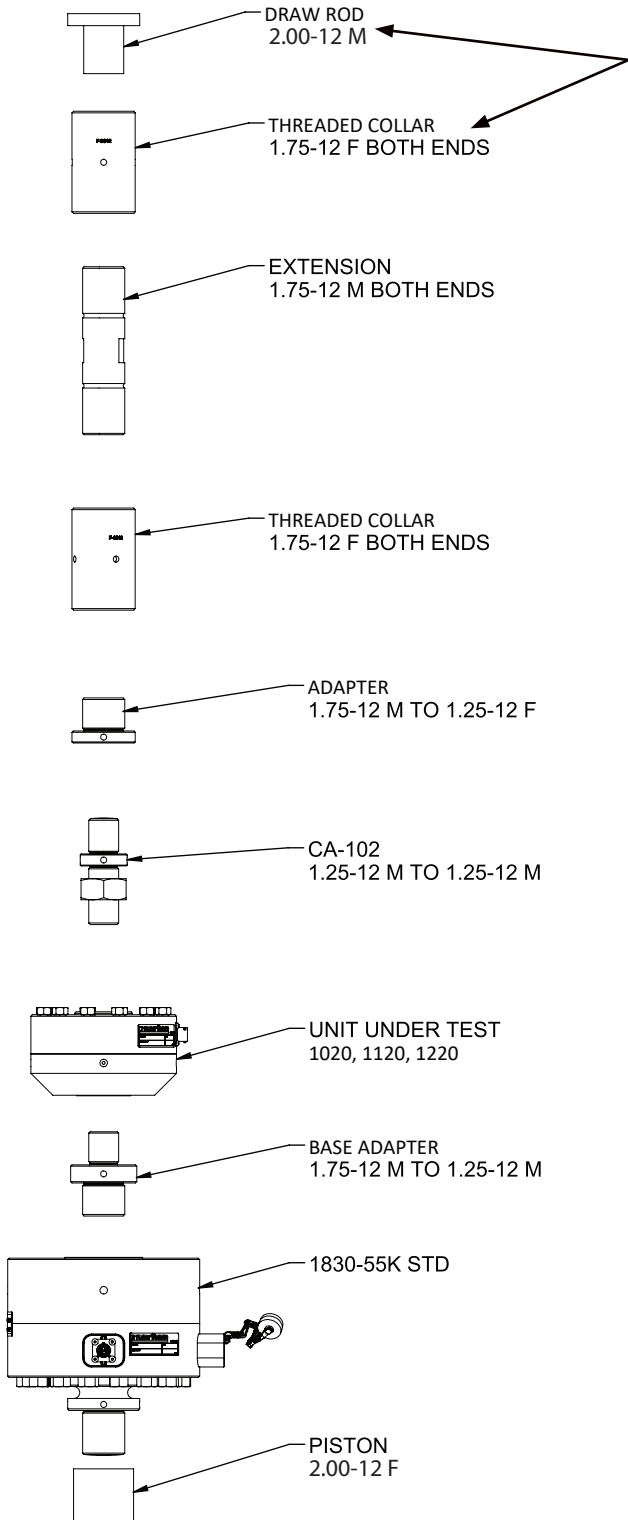 DRAW ROD
2.00-12 M
THREADED COLLAR
1.75-12 F BOTH ENDS
EXTENSION
1.75-12 M BOTH ENDS
THREADED COLLAR
1.75-12 F BOTH ENDS
ADAPTER
1.75-12 M TO 1.25-12 F
CA-102
1.25-12 M TO 1.25-12 M
UNIT UNDER TEST
1020, 1120, 1220
BASE ADAPTER
1.75-12 M TO 1.25-12 M
1830-55K STD
PISTON
2.00-12 F